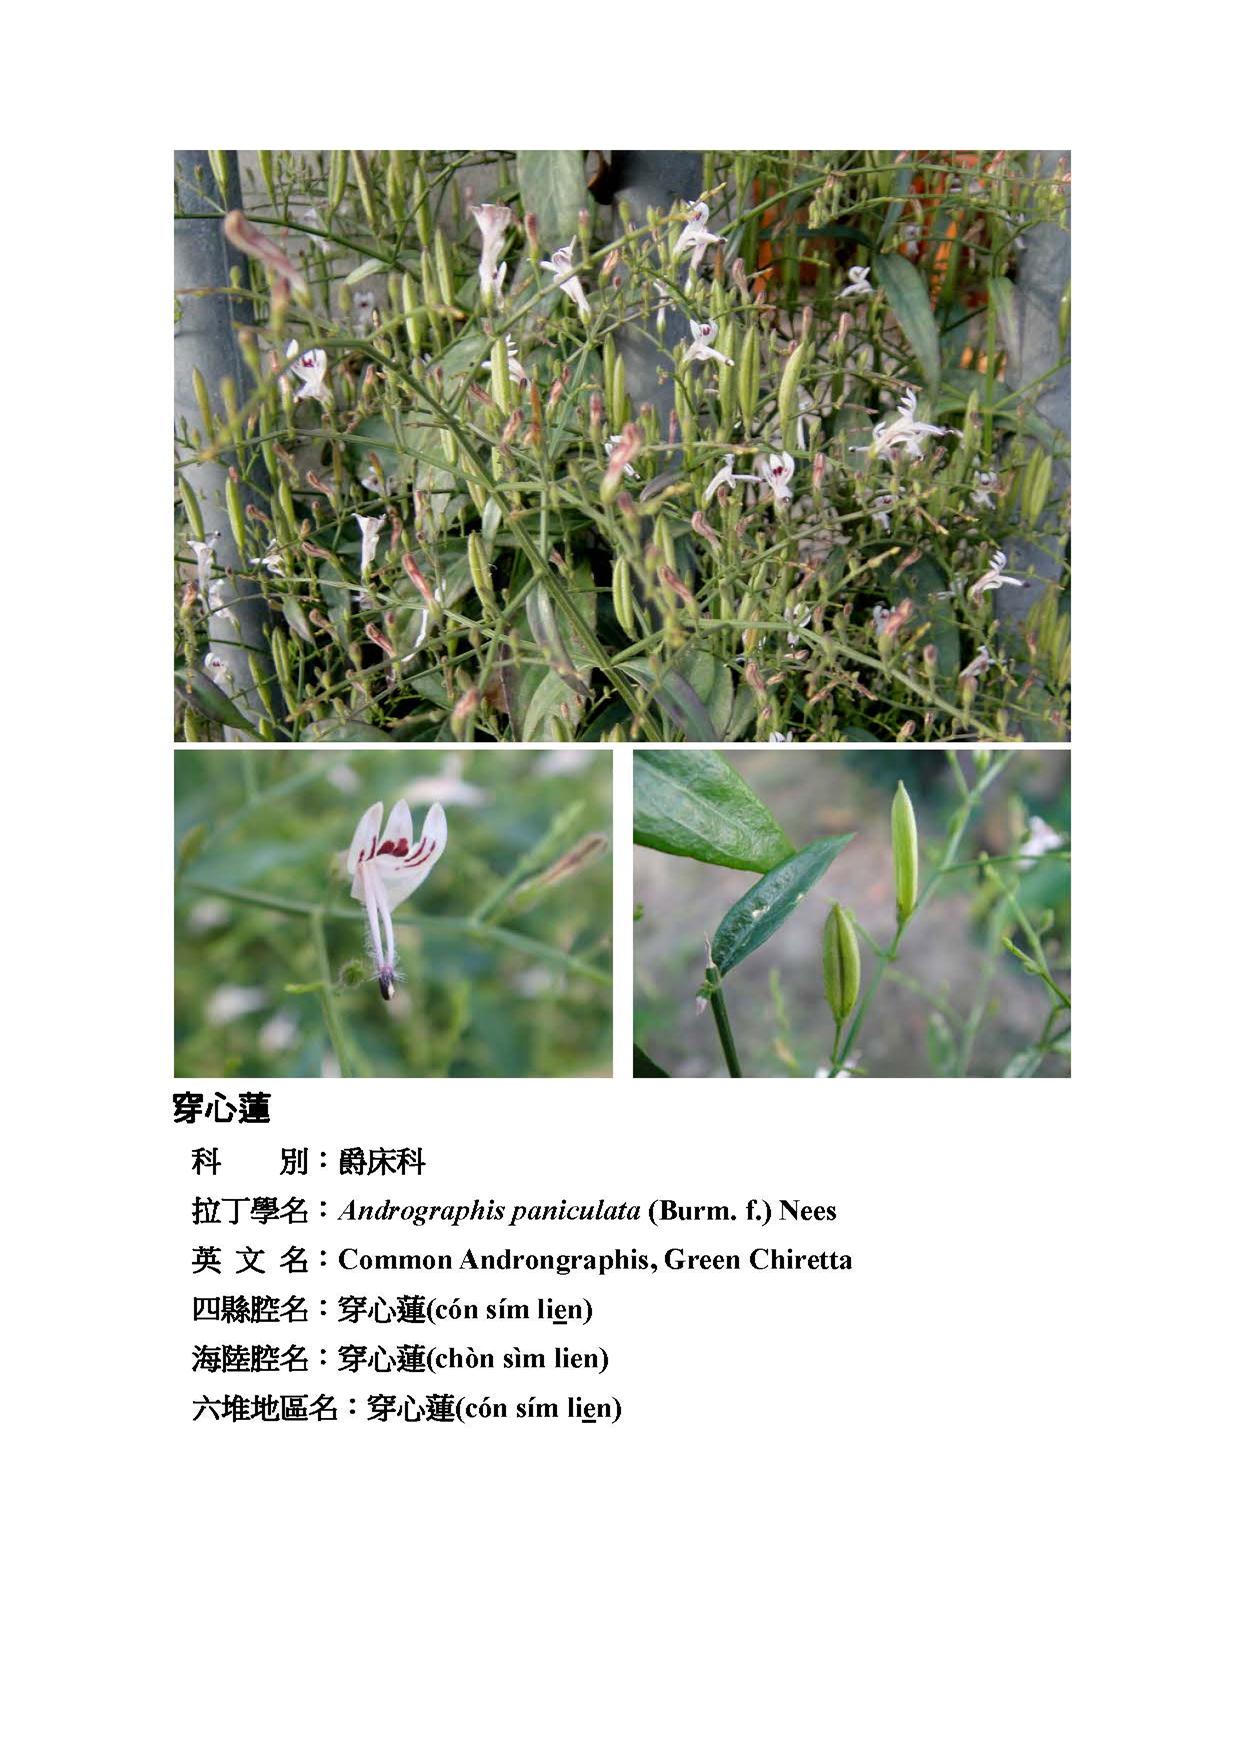 穿心蓮
科　　別：爵床科
拉丁學名：Andrographis paniculata (Burm. f.) Nees
英 文 名：Common Androngraphis, Green Chiretta
四縣腔名：穿心蓮(cón sím lien)
海陸腔名：穿心蓮(chòn sìm lien)
六堆地區名：穿心蓮(cón sím lien)